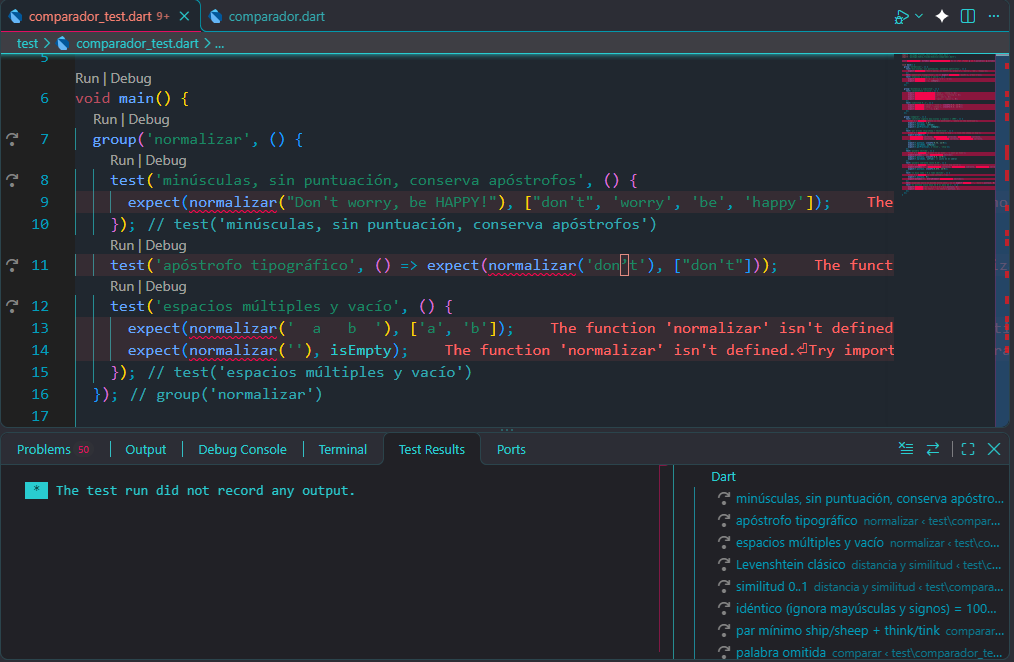 comparador_test.dart 9+
comparador.dart
test > comparador_test.dart > ...
5
Run | Debug
6 void main() {
Run | Debug
7 group('normalizar', () {
Run | Debug
8 test('minúsculas, sin puntuación, conserva apóstrofos', () {
9 expect(normalizar("Don't worry, be HAPPY!"), ["don't", 'worry', 'be', 'happy']); The
10 }); // test('minúsculas, sin puntuación, conserva apóstrofos')
Run | Debug
11 test('apóstrofo tipográfico', () => expect(normalizar('don’t'), ["don't"])); The funct
Run | Debug
12 test('espacios múltiples y vacío', () {
13 expect(normalizar('  a   b  '), ['a', 'b']); The function 'normalizar' isn't defined
14 expect(normalizar(''), isEmpty); The function 'normalizar' isn't defined.⏎Try import
15 }); // test('espacios múltiples y vacío')
16 }); // group('normalizar')
17
Problems 50
Output
Debug Console
Terminal
Test Results
Ports
* The test run did not record any output.
Dart
minúsculas, sin puntuación, conserva apóstro...
apóstrofo tipográfico normalizar ‹ test\compar...
espacios múltiples y vacío normalizar ‹ test\co...
Levenshtein clásico distancia y similitud ‹ test\c...
similitud 0..1 distancia y similitud ‹ test\compara...
idéntico (ignora mayúsculas y signos) = 100...
par mínimo ship/sheep + think/tink comparar...
palabra omitida comparar ‹ test\comparador_te...